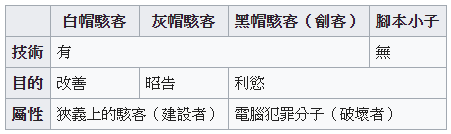 白帽駭客 灰帽駭客 黑帽駭客（創客） 腳本小子
技術 有 無
目的 改善 昭告 利慾
屬性 狹義上的駭客（建設者） 電腦犯罪分子（破壞者）